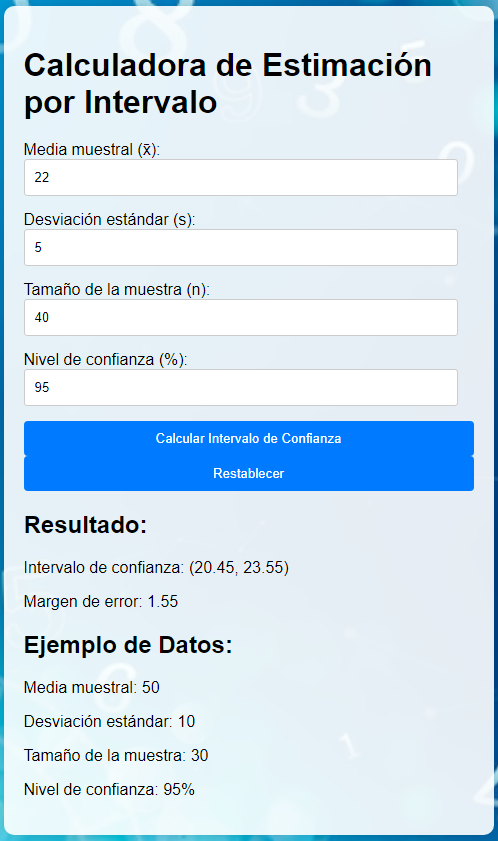 Calculadora de Estimación
por Intervalo
Media muestral (x̄):
22
Desviación estándar (s):
5
Tamaño de la muestra (n):
40
Nivel de confianza (%):
95
Calcular Intervalo de Confianza
Restablecer
Resultado:
Intervalo de confianza: (20.45, 23.55)
Margen de error: 1.55
Ejemplo de Datos:
Media muestral: 50
Desviación estándar: 10
Tamaño de la muestra: 30
Nivel de confianza: 95%